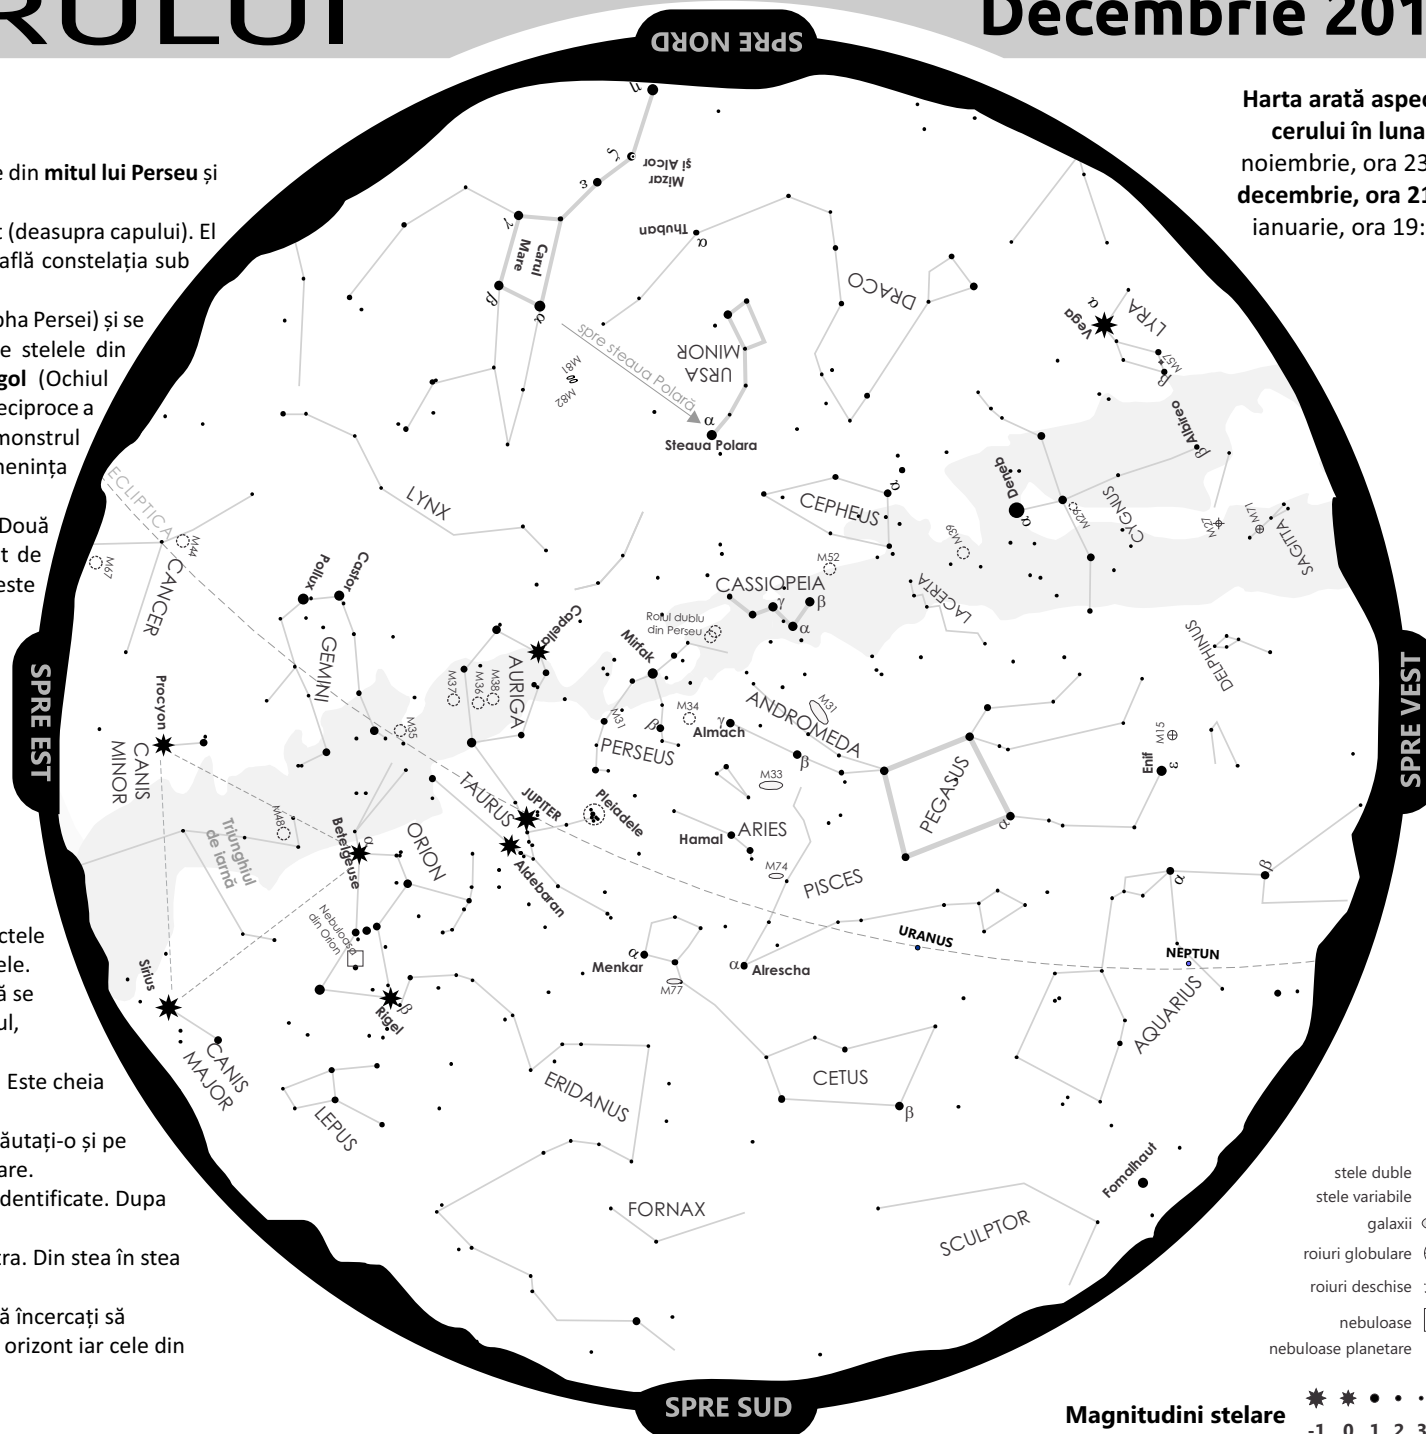 RULUI
Decembrie 201
e din mitul lui Perseu și
t (deasupra capului). El
află constelația sub
pha Persei) și se
e stelele din
gol (Ochiul
eciproce a
monstrul
menința
Două
t de
este
ctele
ele.
ă se
ul,
Este cheia
ăutați-o și pe
are.
dentificate. Dupa
tra. Din stea în stea
ă încercați să
orizont iar cele din
Harta arată aspec
cerului în luna
noiembrie, ora 23
decembrie, ora 21
ianuarie, ora 19:
SPRE NORD
SPRE EST
SPRE VEST
SPRE SUD
η
ζ
Mizar
și Alcor
ε
γ
Carul
Mare
β
α
Thuban
α
DRACO
spre steaua Polară
M81
M82
URSA
MINOR
α
Steaua Polara
Vega
α
LYRA
M57
β
Albireo
β
ECLIPTICA
M44
M67
CANCER
LYNX
Pollux
Castor
GEMINI
CEPHEUS
α
M52
Deneb
α
M29
CYGNUS
M39
M27
M71
SAGITTA
LACERTA
CASSIOPEIA
γ
β
α
Roiul dublu
din Perseu
Capella
Mirfak
AURIGA
M37
M36
M38
M35
M31
M34
β
PERSEUS
γ
Almach
ANDROMEDA
M31
β
DELPHINUS
M15
Enif
ε
Procyon
CANIS
MINOR
M48
Triunghiul
de iarnă
Betelgeuse
α
ORION
TAURUS
JUPITER
Pleiadele
Aldebaran
M33
Hamal
ARIES
M74
PISCES
PEGASUS
α
α
β
Nebuloasa
din Orion
Sirius
Rigel
β
CANIS
MAJOR
LEPUS
α
Menkar
M77
α
Alrescha
URANUS
NEPTUN
AQUARIUS
ERIDANUS
CETUS
β
FORNAX
SCULPTOR
Fomalhaut
stele duble
stele variabile
galaxii
roiuri globulare
roiuri deschise
nebuloase
nebuloase planetare
Magnitudini stelare
-1 0 1 2 3